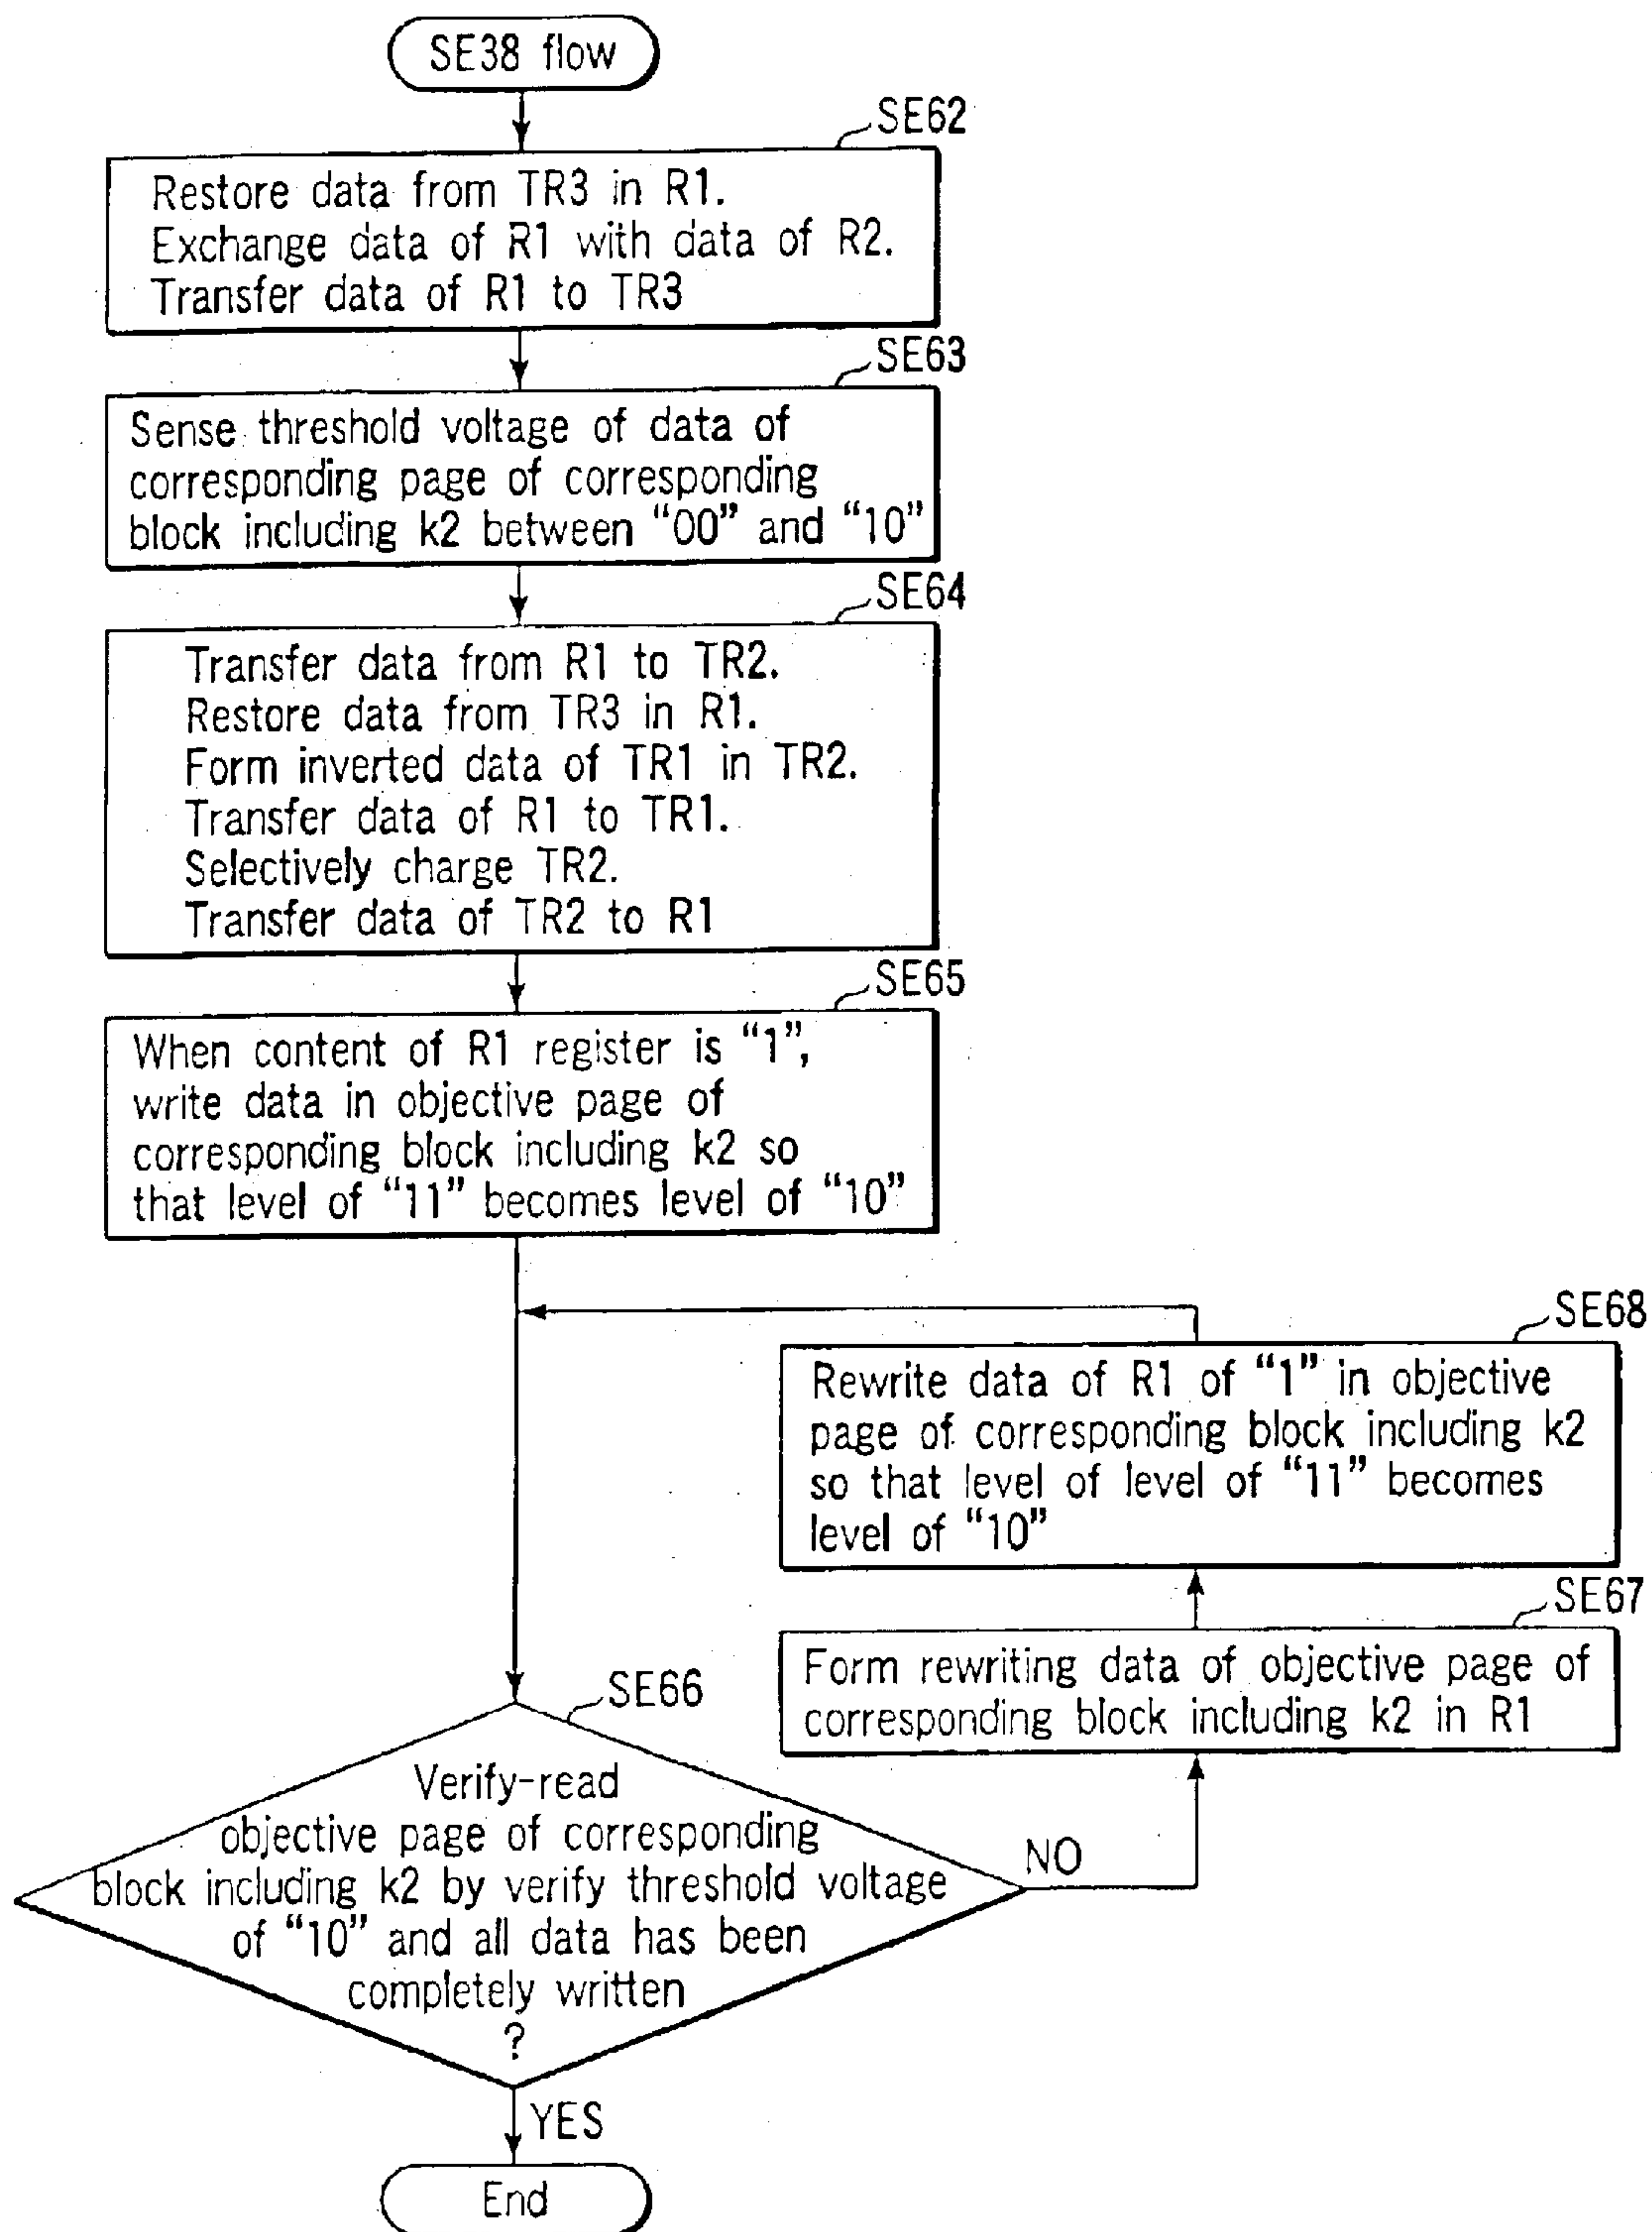 SE38 flow
SE62
Restore data from TR3 in R1.
Exchange data of R1 with data of R2.
Transfer data of R1 to TR3
SE63
Sense threshold voltage of data of
corresponding page of corresponding
block including k2 between “00” and “10”
SE64
Transfer data from R1 to TR2.
Restore data from TR3 in R1.
Form inverted data of TR1 in TR2.
Transfer data of R1 to TR1.
Selectively charge TR2.
Transfer data of TR2 to R1
SE65
When content of R1 register is “1”,
write data in objective page of
corresponding block including k2 so
that level of “11” becomes level of “10”
SE68
Rewrite data of R1 of “1” in objective
page of corresponding block including k2
so that level of level of “11” becomes
level of “10”
SE67
Form rewriting data of objective page of
corresponding block including k2 in R1
SE66
Verify-read
objective page of corresponding
block including k2 by verify threshold voltage
of “10” and all data has been
completely written
?
NO
YES
End